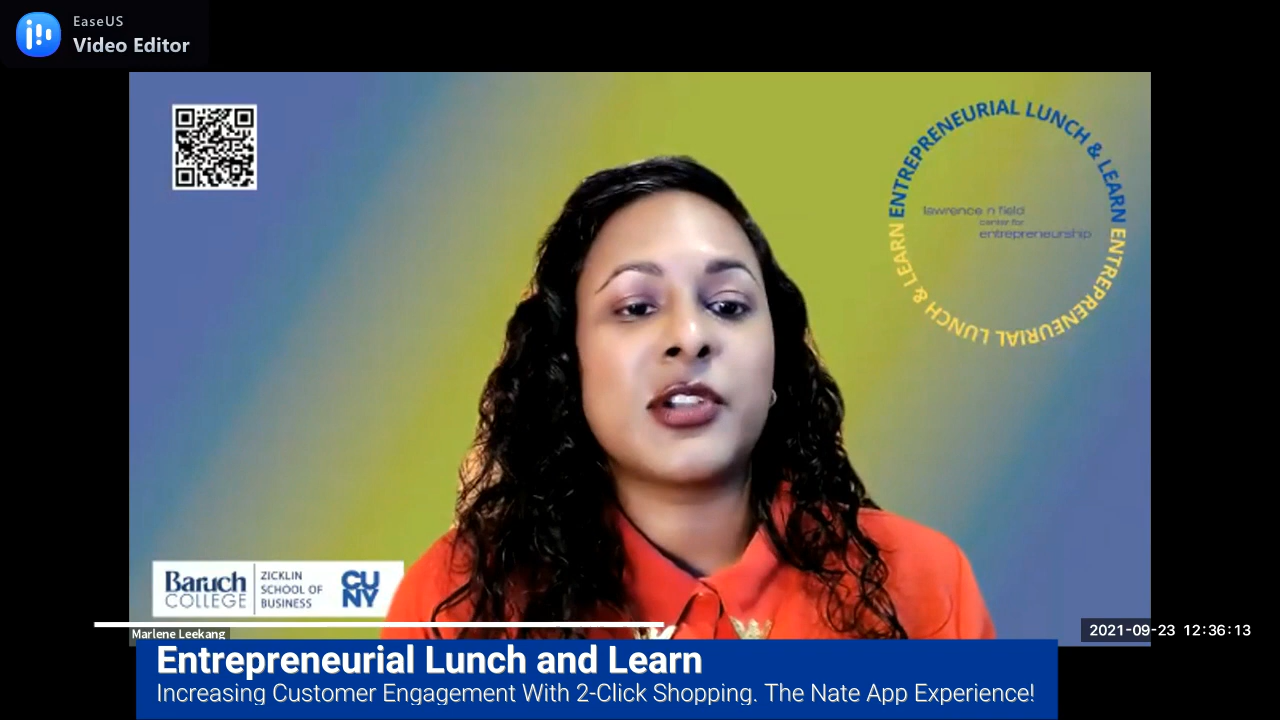 EaseUS
Video Editor
ENTREPRENEURIAL LUNCH & LEARN ENTREPRENEURIAL LUNCH & LEARN
lawrence n field
center for
entrepreneurship
Baruch
COLLEGE
ZICKLIN
SCHOOL OF
BUSINESS
CU
NY
Marlene Leekang
2021-09-23 12:36:13
Entrepreneurial Lunch and Learn
Increasing Customer Engagement With 2-Click Shopping. The Nate App Experience!